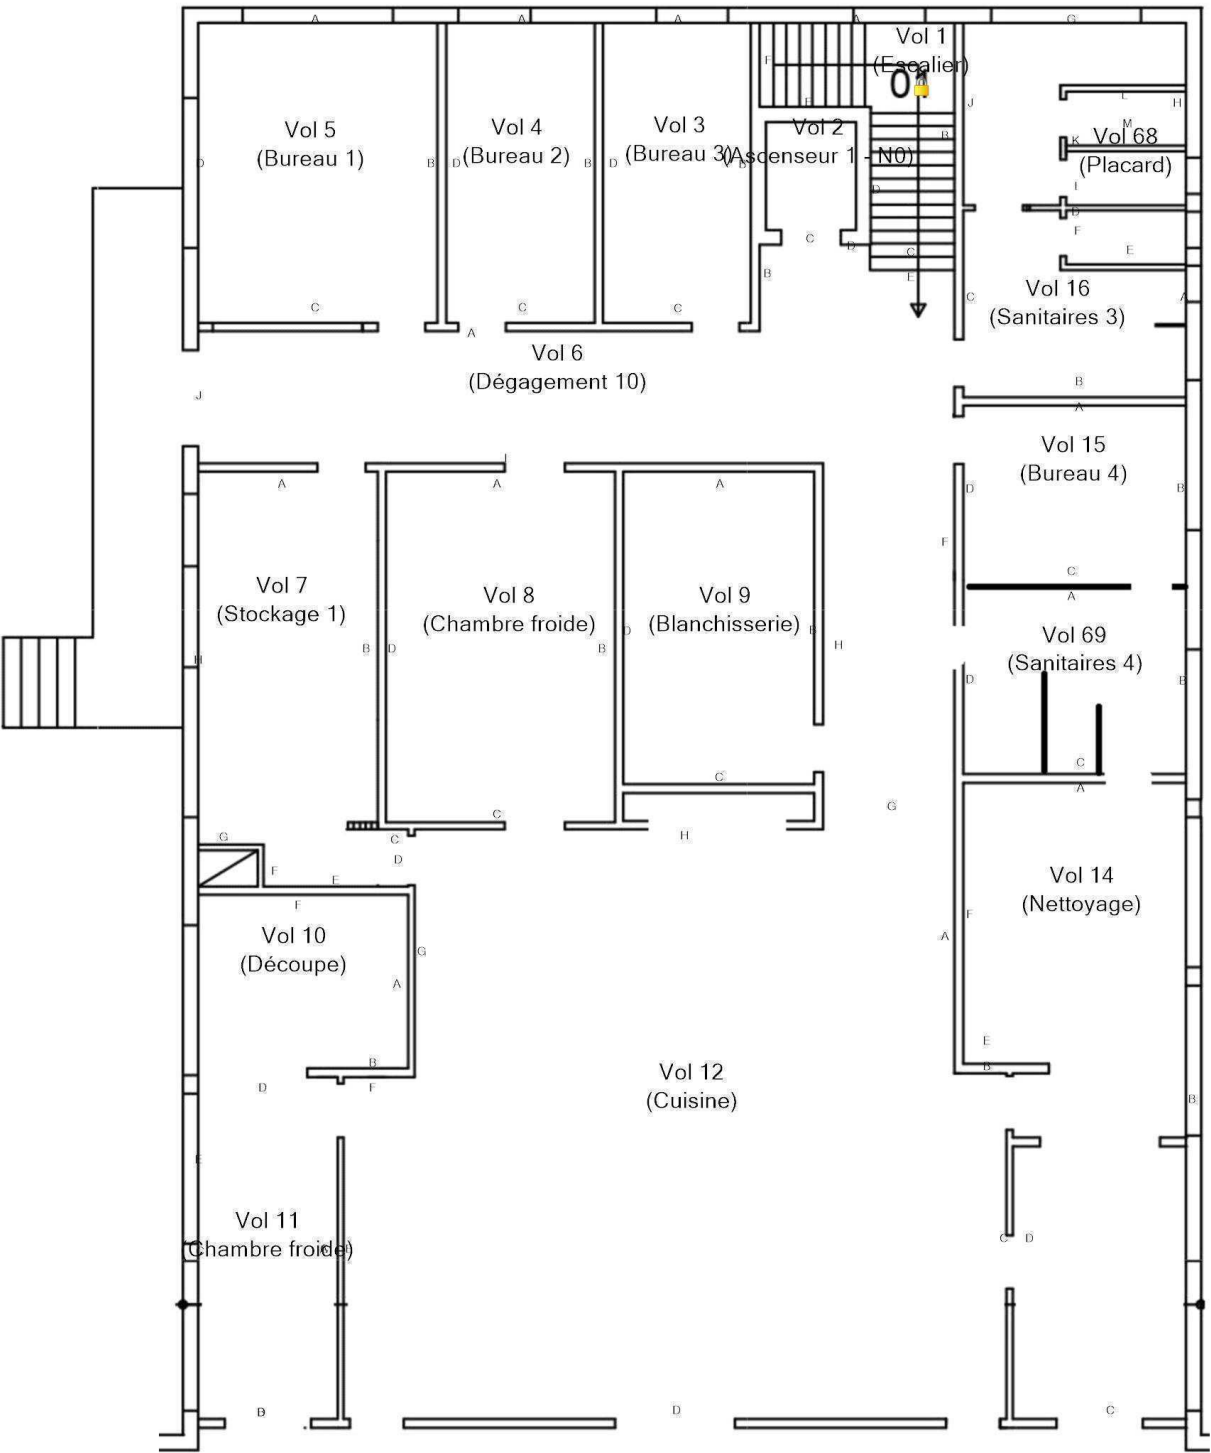 A A A A G
Vol 1
(Escalier)
F
0
J
L
H
E
M
Vol 5
(Bureau 1)
Vol 4
(Bureau 2)
Vol 3
(Bureau 3)
Vol 2
(Ascenseur 1 - N0)
B
K
Vol 68
(Placard)
D B D B D B
D
I
D
F
C
D
C
E
E
B
C
A
Vol 16
(Sanitaires 3)
C C C
A
Vol 6
(Dégagement 10)
J
B
A
Vol 15
(Bureau 4)
I
A A A
D
B
F
C
A
Vol 7
(Stockage 1)
Vol 8
(Chambre froide)
Vol 9
(Blanchisserie)
D
B
H
Vol 69
(Sanitaires 4)
H
B D
B
D
B
C
C
A
C
G
H
G
C
D
F
E
F
Vol 14
(Nettoyage)
F
Vol 10
(Découpe)
G
A
A
E
B
B
D
F
Vol 12
(Cuisine)
B
E
Vol 11
(Chambre froide)
C D
B
D
C